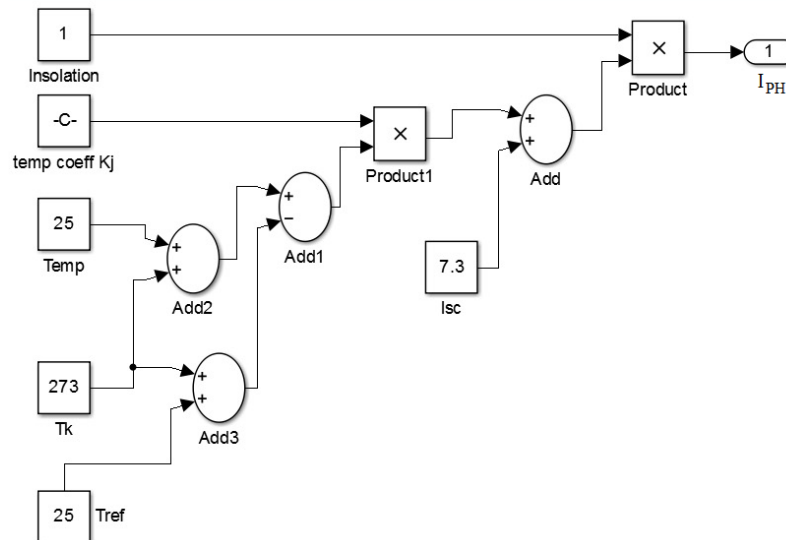 1
Insolation
-C-
temp coeff Kj
25
Temp
273
Tk
25
Tref
+
+
Add2
+
+
Add3
+
−
Add1
×
Product1
7.3
Isc
+
+
Add
×
Product
1
I_PH